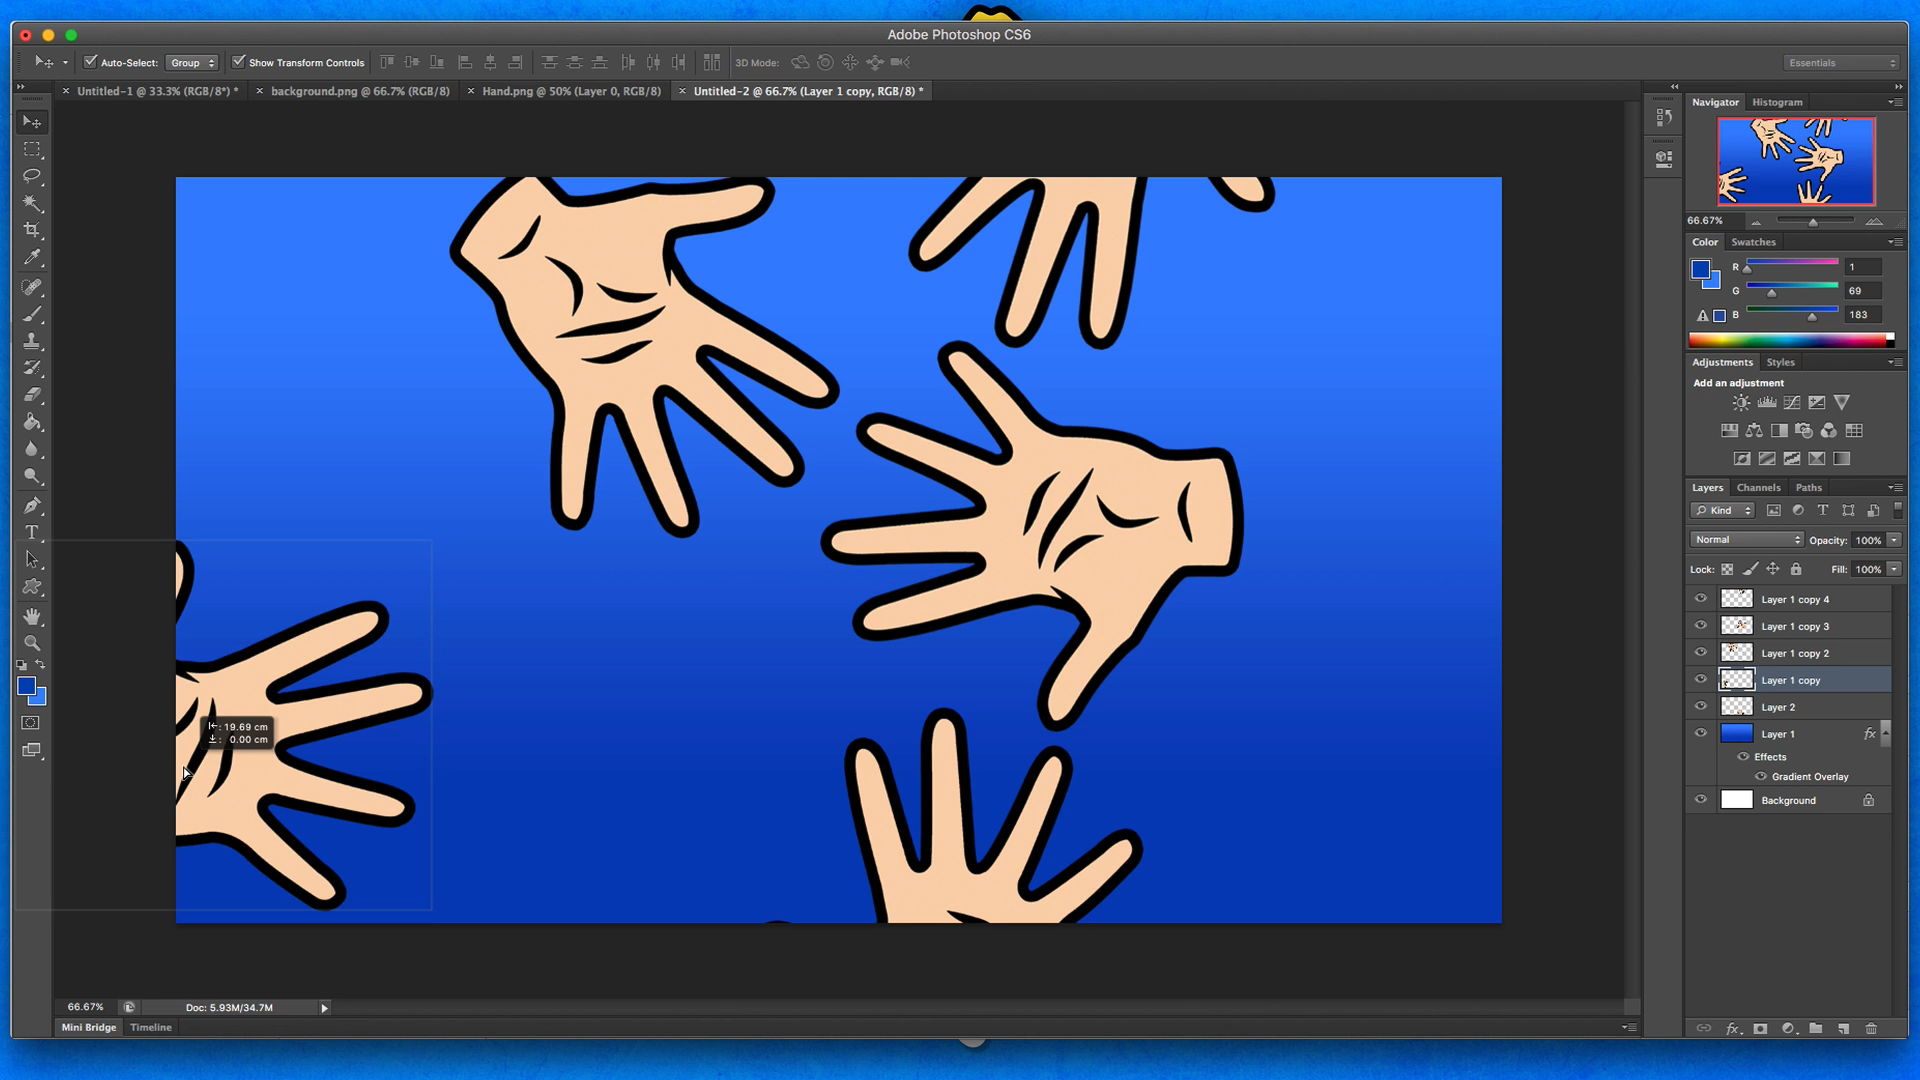 Adobe Photoshop CS6
Auto-Select: Group Show Transform Controls 3D Mode: Essentials
Untitled-1 @ 33.3% (RGB/8*) * background.png @ 66.7% (RGB/8) Hand.png @ 50% (Layer 0, RGB/8) Untitled-2 @ 66.7% (Layer 1 copy, RGB/8) *
Navigator Histogram
66.67%
Color Swatches
R 1
G 69
B 183
Adjustments Styles
Add an adjustment
Layers Channels Paths
Kind
Normal Opacity: 100%
Lock: Fill: 100%
Layer 1 copy 4
Layer 1 copy 3
Layer 1 copy 2
Layer 1 copy
Layer 2
Layer 1 fx
Effects
Gradient Overlay
Background
: 19.69 cm
: 0.00 cm
66.67% Doc: 5.93M/34.7M
Mini Bridge Timeline
fx